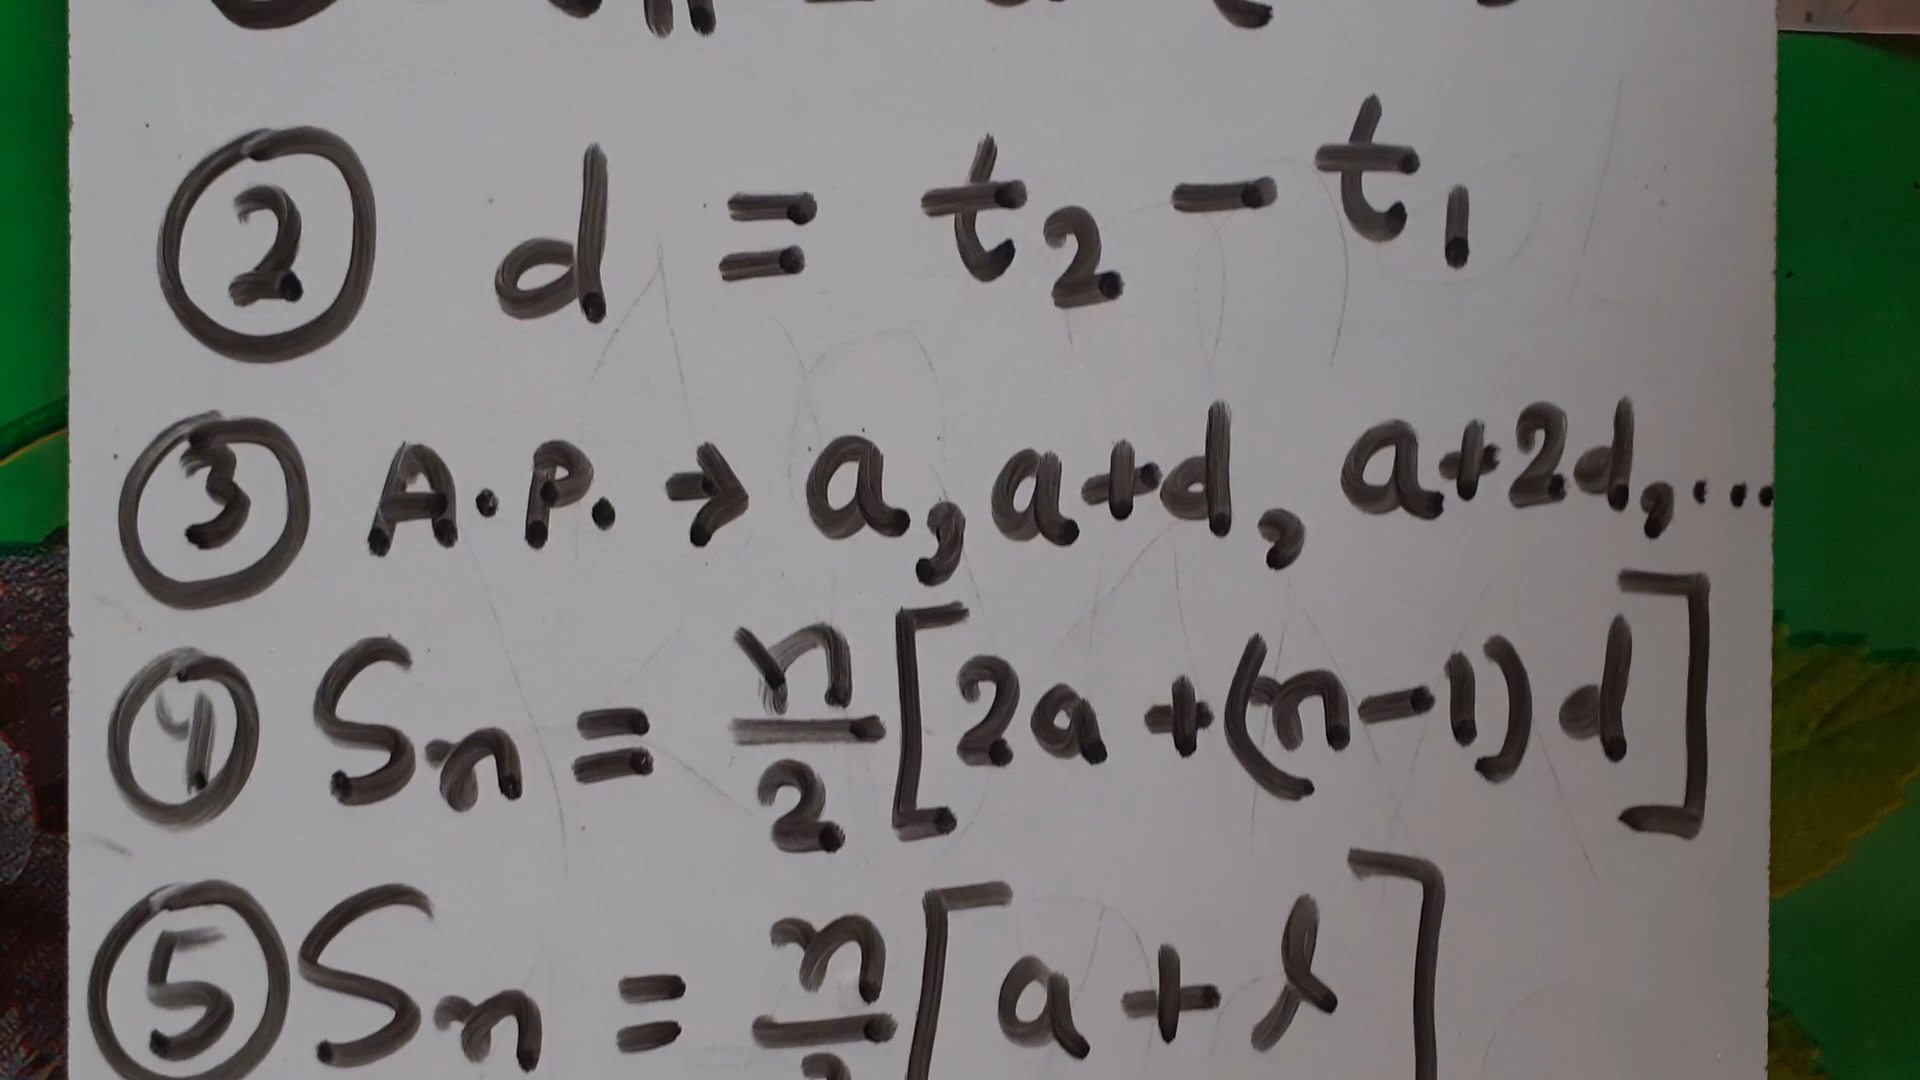 ② d = t₂ - t₁
③ A.P. → a, a+d, a+2d, ...
④ Sn = n/2 [2a + (n-1) d]
⑤ Sn = n/2 [a + l]